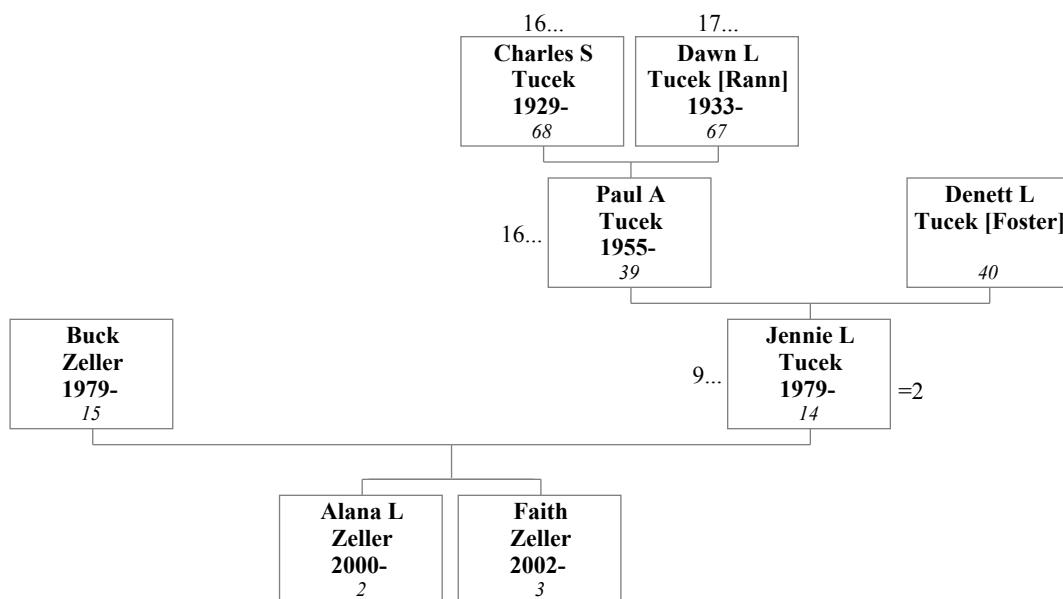 16...
17...
Charles S
Tucek
1929-
68
Dawn L
Tucek [Rann]
1933-
67
16...
Paul A
Tucek
1955-
39
Denett L
Tucek [Foster]
40
Buck
Zeller
1979-
15
9...
Jennie L
Tucek
1979-
14
=2
Alana L
Zeller
2000-
2
Faith
Zeller
2002-
3